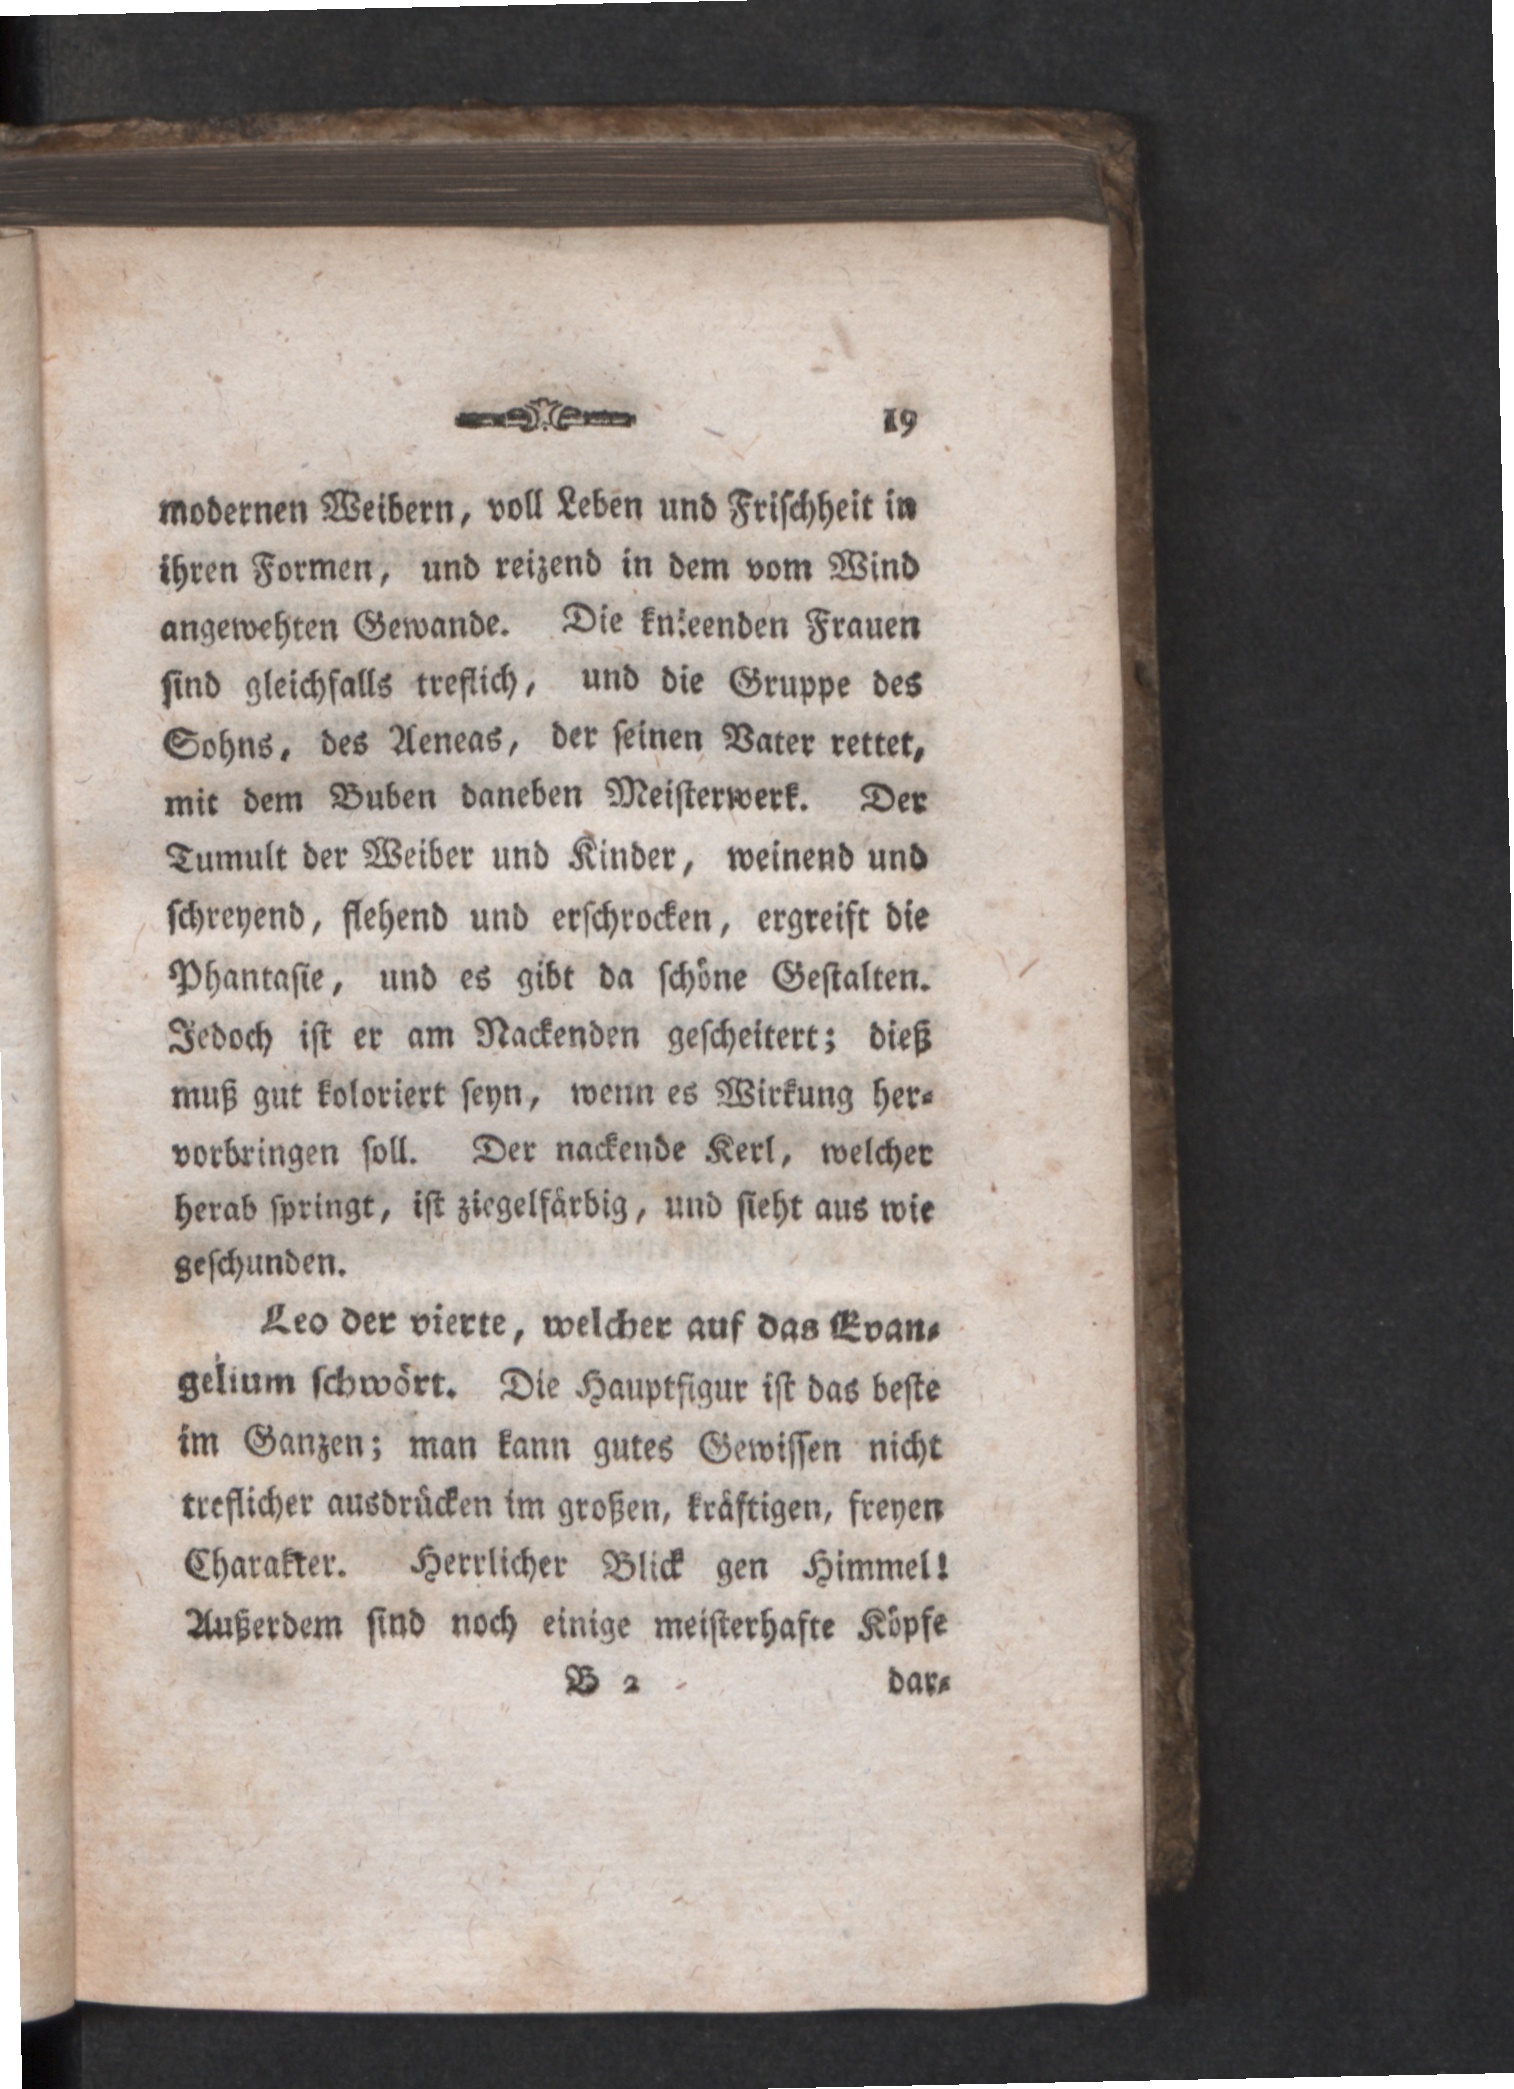 19
modernen Weibern, voll Leben und Friſchheit in
ihren Formen, und reizend in dem vom Wind
angewehten Gewande. Die knieenden Frauen
ſind gleichfalls treflich, und die Gruppe des
Sohns, des Aeneas, der ſeinen Vater rettet,
mit dem Buben daneben Meiſterwerk. Der
Tumult der Weiber und Kinder, weinend und
ſchreyend, flehend und erſchrocken, ergreift die
Phantaſie, und es gibt da ſchöne Geſtalten.
Jedoch iſt er am Nackenden geſcheitert; dieß
muß gut koloriert ſeyn, wenn es Wirkung her⸗
vorbringen ſoll. Der nackende Kerl, welcher
herab ſpringt, iſt ziegelfärbig, und ſieht aus wie
geſchunden.
Leo der vierte, welcher auf das Evan⸗
gelium ſchwört. Die Hauptfigur iſt das beſte
im Ganzen; man kann gutes Gewiſſen nicht
treflicher ausdrücken im großen, kräftigen, freyen
Charakter. Herrlicher Blick gen Himmel!
Außerdem ſind noch einige meiſterhafte Köpfe
B 2 dar⸗